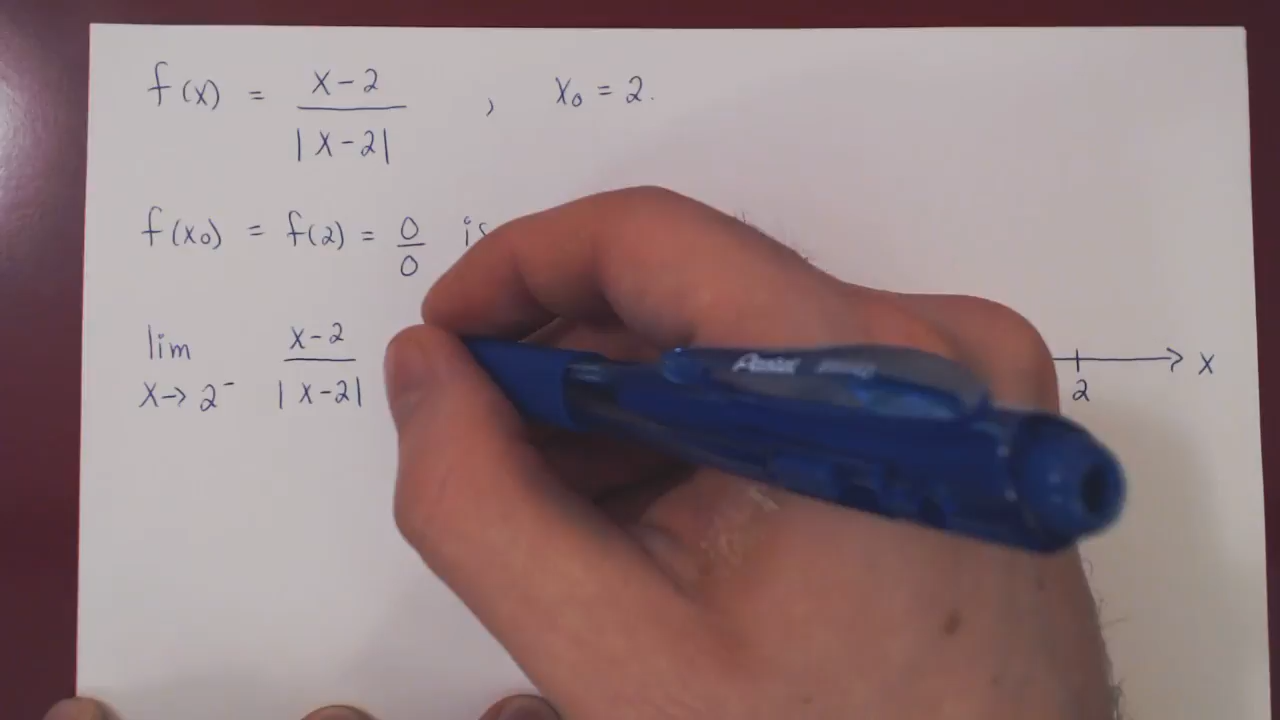 f(x) = x-2 / |x-2| , x₀ = 2.
f(x₀) = f(2) = 0/0 is
lim x→2⁻ x-2 / |x-2|
2 x
Pentel